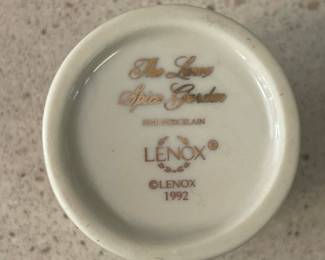 The Lenox
Spice Garden
FINE PORCELAIN
LENOX®
©LENOX
1992